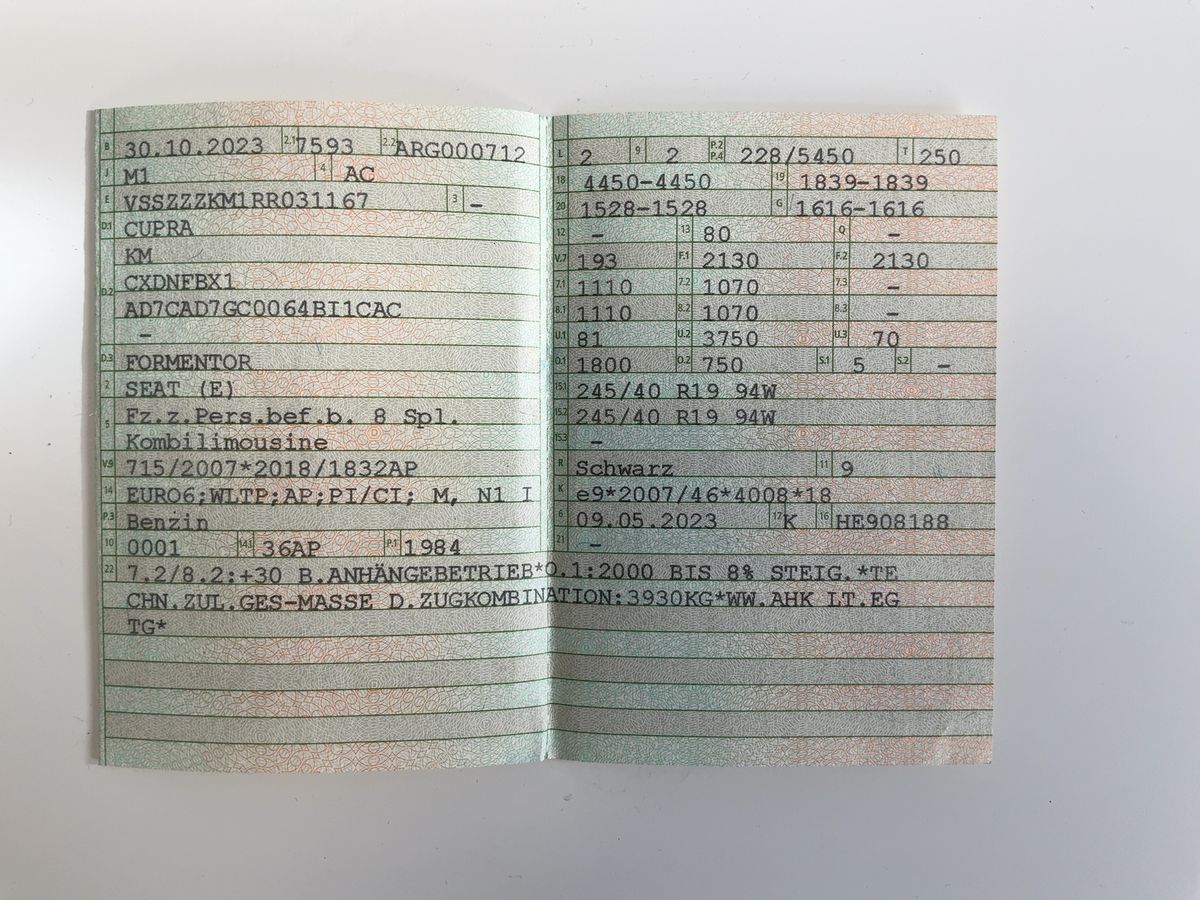 B 30.10.2023 2.1 7593 2.2 ARG000712
J M1 4 AC
E VSSZZZKM1RR031167 3 –
D.1 CUPRA
KM
D.2 CXDNFBX1
AD7CAD7GC0064BI1CAC
–
D.3 FORMENTOR
2 SEAT (E)
5 Fz.z.Pers.bef.b. 8 Spl.
Kombilimousine
V.9 715/2007*2018/1832AP
14 EURO6;WLTP;AP;PI/CI; M, N1 I
P.3 Benzin
10 0001 14.1 36AP P.1 1984
L 2 9 2 P.2 P.4 228/5450 T 250
18 4450-4450 19 1839-1839
20 1528-1528 G 1616-1616
12 – 13 80 Q –
V.7 193 F.1 2130 F.2 2130
7.1 1110 7.2 1070 7.3 –
8.1 1110 8.2 1070 8.3 –
U.1 81 U.2 3750 U.3 70
O.1 1800 O.2 750 S.1 5 S.2 –
15.1 245/40 R19 94W
15.2 245/40 R19 94W
15.3 –
R Schwarz 11 9
K e9*2007/46*4008*18
6 09.05.2023 17 K 16 HE908188
21 –
22 7.2/8.2:+30 B.ANHÄNGEBETRIEB*O.1:2000 BIS 8% STEIG.*TE
CHN.ZUL.GES-MASSE D.ZUGKOMBINATION:3930KG*WW.AHK LT.EG
TG*